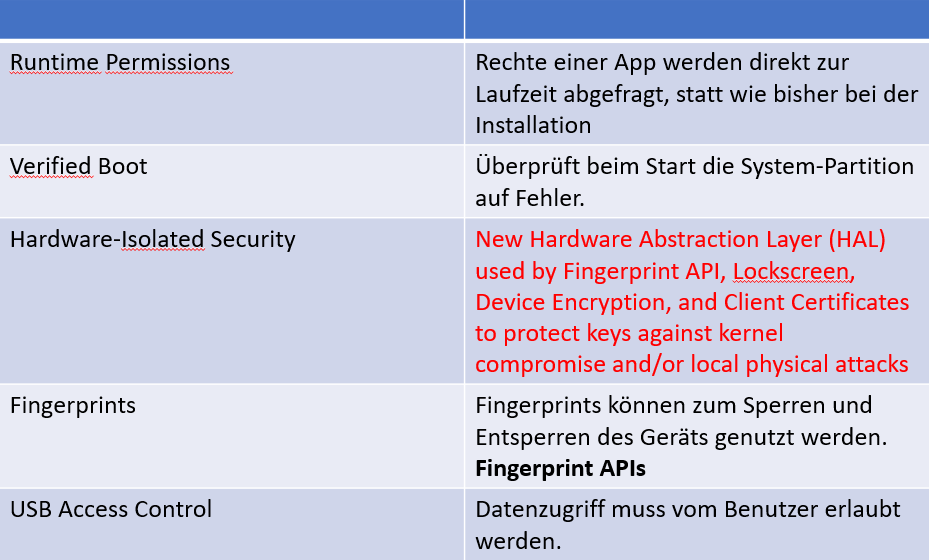 Runtime Permissions
Rechte einer App werden direkt zur
Laufzeit abgefragt, statt wie bisher bei der
Installation
Verified Boot
Überprüft beim Start die System-Partition
auf Fehler.
Hardware-Isolated Security
New Hardware Abstraction Layer (HAL)
used by Fingerprint API, Lockscreen,
Device Encryption, and Client Certificates
to protect keys against kernel
compromise and/or local physical attacks
Fingerprints
Fingerprints können zum Sperren und
Entsperren des Geräts genutzt werden.
Fingerprint APIs
USB Access Control
Datenzugriff muss vom Benutzer erlaubt
werden.